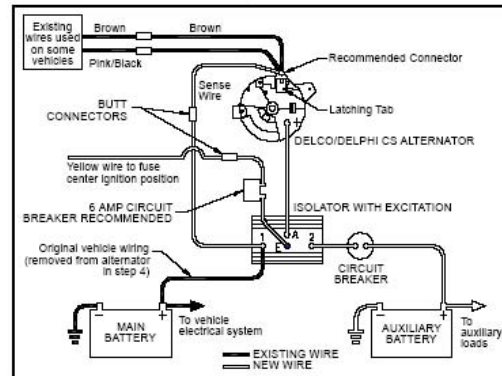 Existing
wires used
on some
vehicles
Brown
Brown
Pink/Black
Sense
Wire
Recommended Connector
Latching Tab
BUTT
CONNECTORS
DELCO/DELPHI CS ALTERNATOR
Yellow wire to fuse
center ignition position
6 AMP CIRCUIT
BREAKER RECOMMENDED
ISOLATOR WITH EXCITATION
Original vehicle wiring
(removed from alternator
in step 4)
1
A
E
2
CIRCUIT
BREAKER
− +
MAIN
BATTERY
To vehicle
electrical system
− +
AUXILIARY
BATTERY
To
auxiliary
loads
EXISTING WIRE
NEW WIRE